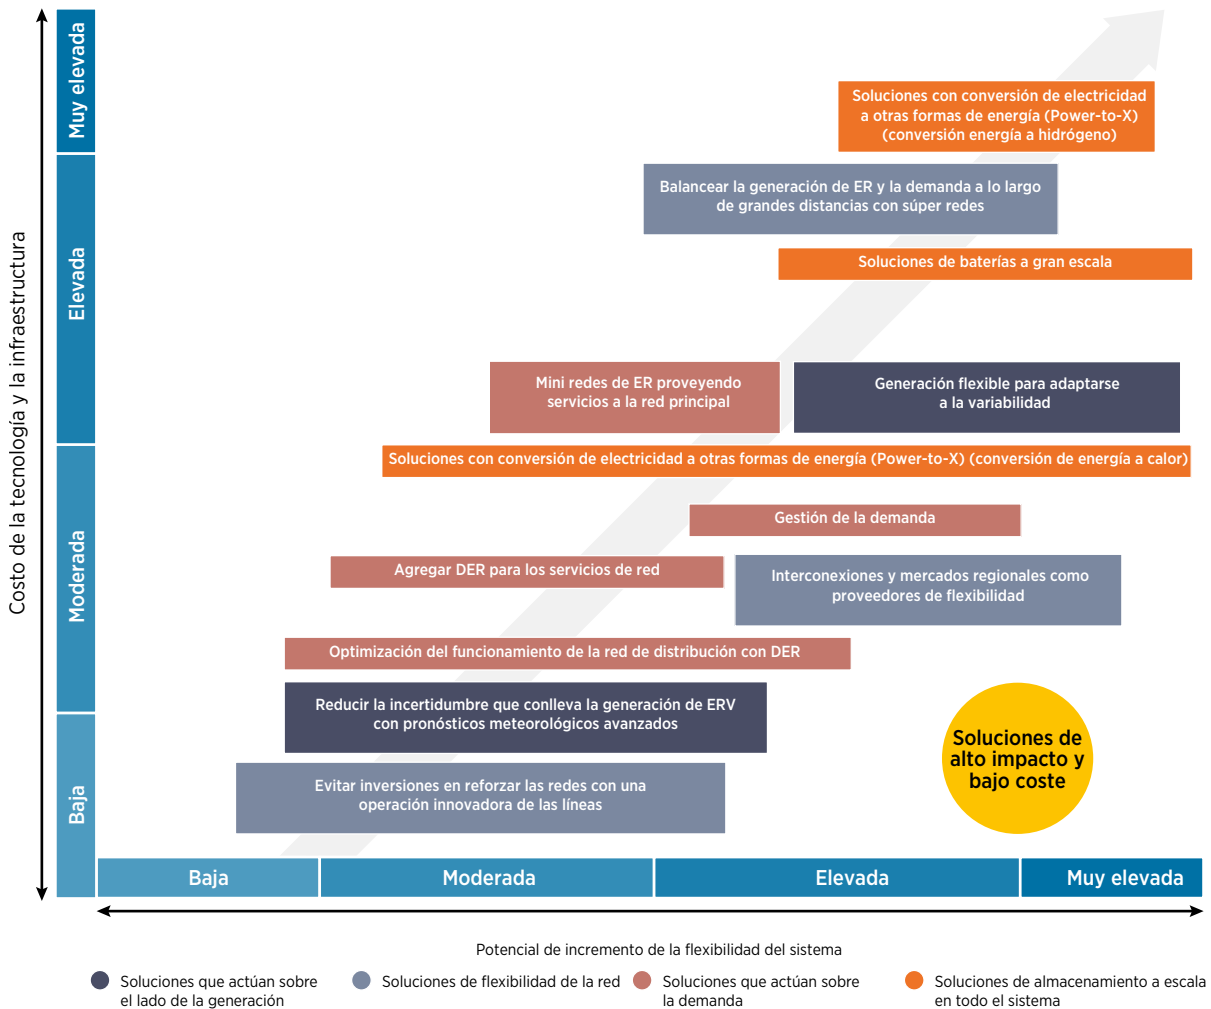 Costo de la tecnología y la infraestructura
Muy elevada
Elevada
Moderada
Baja
Soluciones con conversión de electricidad
a otras formas de energía (Power-to-X)
(conversión energía a hidrógeno)
Balancear la generación de ER y la demanda a lo largo
de grandes distancias con súper redes
Soluciones de baterías a gran escala
Mini redes de ER proveyendo
servicios a la red principal
Generación flexible para adaptarse
a la variabilidad
Soluciones con conversión de electricidad a otras formas de energía (Power-to-X) (conversión de energía a calor)
Gestión de la demanda
Agregar DER para los servicios de red
Interconexiones y mercados regionales como
proveedores de flexibilidad
Optimización del funcionamiento de la red de distribución con DER
Reducir la incertidumbre que conlleva la generación de ERV
con pronósticos meteorológicos avanzados
Soluciones de
alto impacto y
bajo coste
Evitar inversiones en reforzar las redes con una
operación innovadora de las líneas
Baja
Moderada
Elevada
Muy elevada
Potencial de incremento de la flexibilidad del sistema
Soluciones que actúan sobre
el lado de la generación
Soluciones de flexibilidad de la red
Soluciones que actúan sobre
la demanda
Soluciones de almacenamiento a escala
en todo el sistema